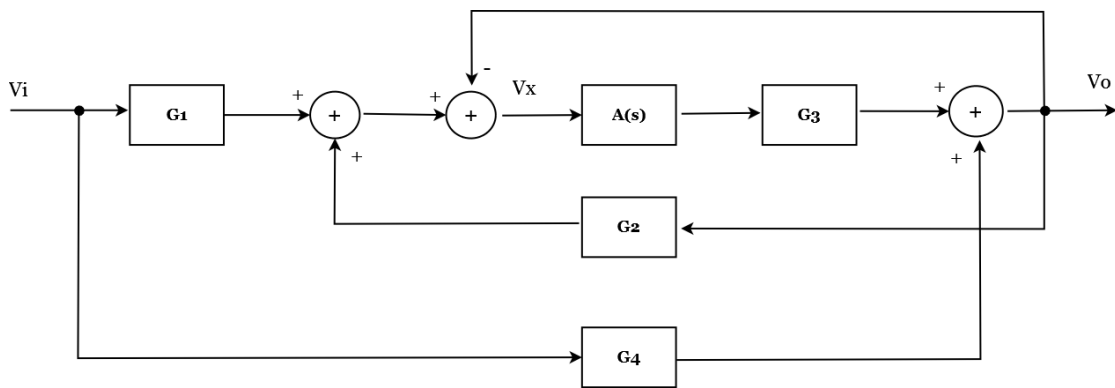 -
Vi
Vx
Vo
+
+
+
G1
+
+
A(s)
G3
+
+
+
G2
G4